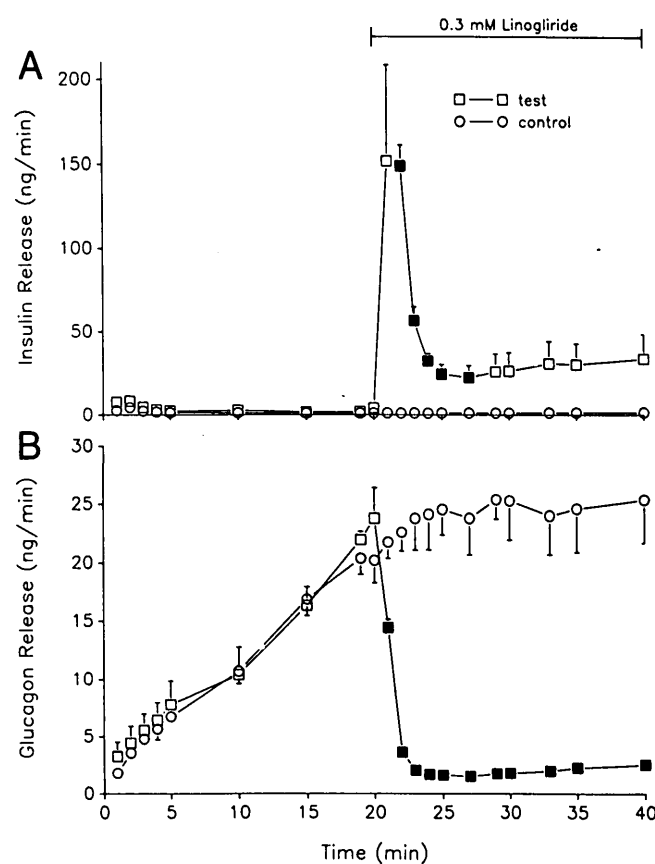 0.3 mM Linogliride
A
200
150
100
50
0
Insulin Release (ng/min)
test
control
B
30
25
20
15
10
5
0
Glucagon Release (ng/min)
0 5 10 15 20 25 30 35 40
Time (min)